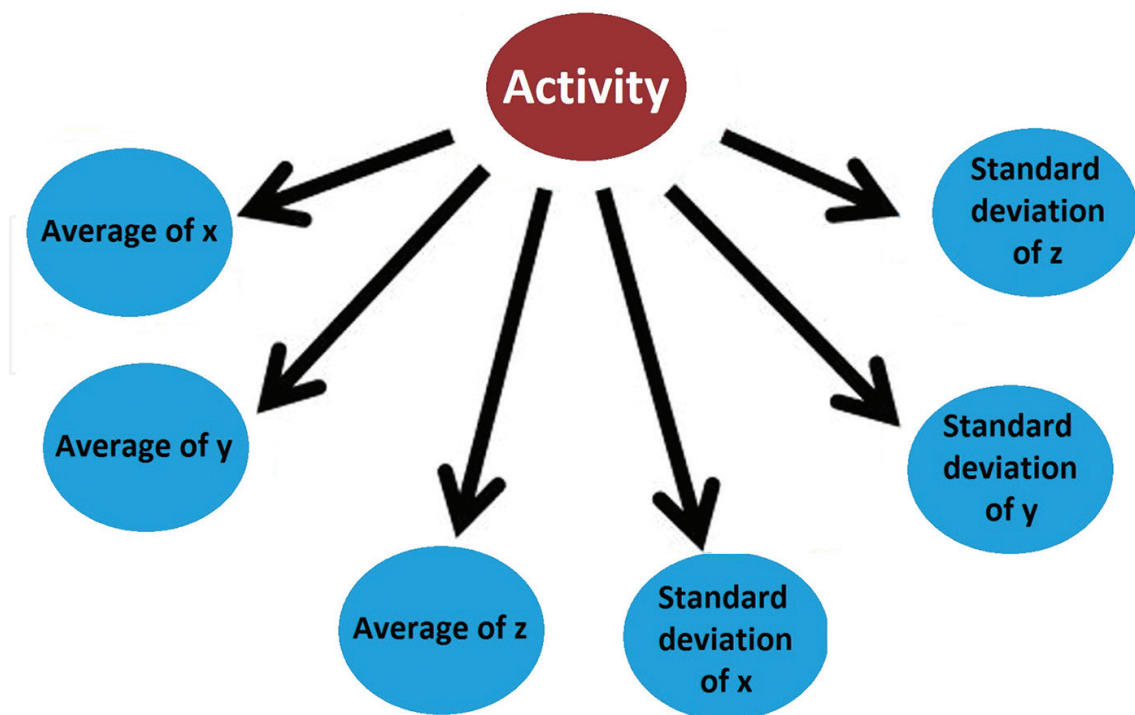 Activity
Average of x
Average of y
Average of z
Standard
deviation
of x
Standard
deviation
of y
Standard
deviation
of z